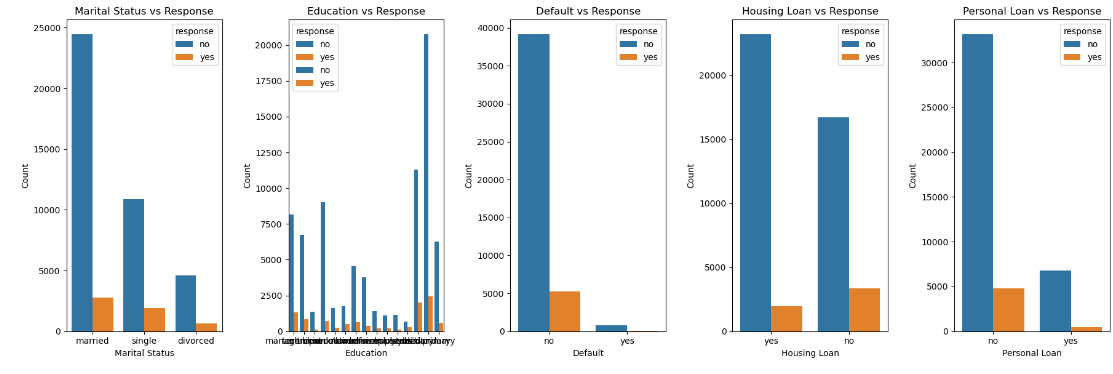 Marital Status vs Response
25000
20000
15000
10000
5000
0
Count
response
no
yes
married single divorced
Marital Status
Education vs Response
20000
17500
15000
12500
10000
7500
5000
2500
0
Count
response
no
yes
no
yes
Education
Default vs Response
40000
35000
30000
25000
20000
15000
10000
5000
0
Count
response
no
yes
no yes
Default
Housing Loan vs Response
20000
15000
10000
5000
0
Count
response
no
yes
yes no
Housing Loan
Personal Loan vs Response
30000
25000
20000
15000
10000
5000
0
Count
response
no
yes
no yes
Personal Loan